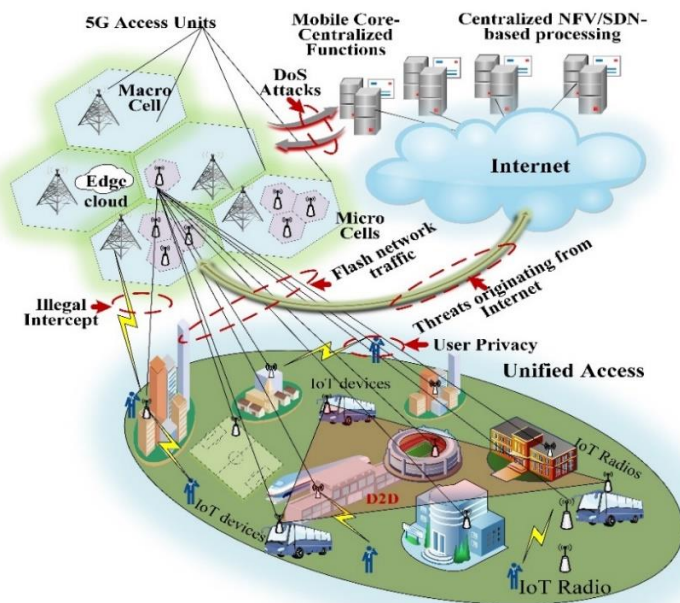 5G Access Units
Mobile Core-
Centralized
Functions
Centralized NFV/SDN-
based processing
DoS
Attacks
Macro
Cell
Edge
cloud
Internet
Micro
Cells
Flash network
traffic
Threats originating from
Internet
Illegal
Intercept
User Privacy
Unified Access
IoT devices
IoT Radios
D2D
IoT devices
IoT Radio